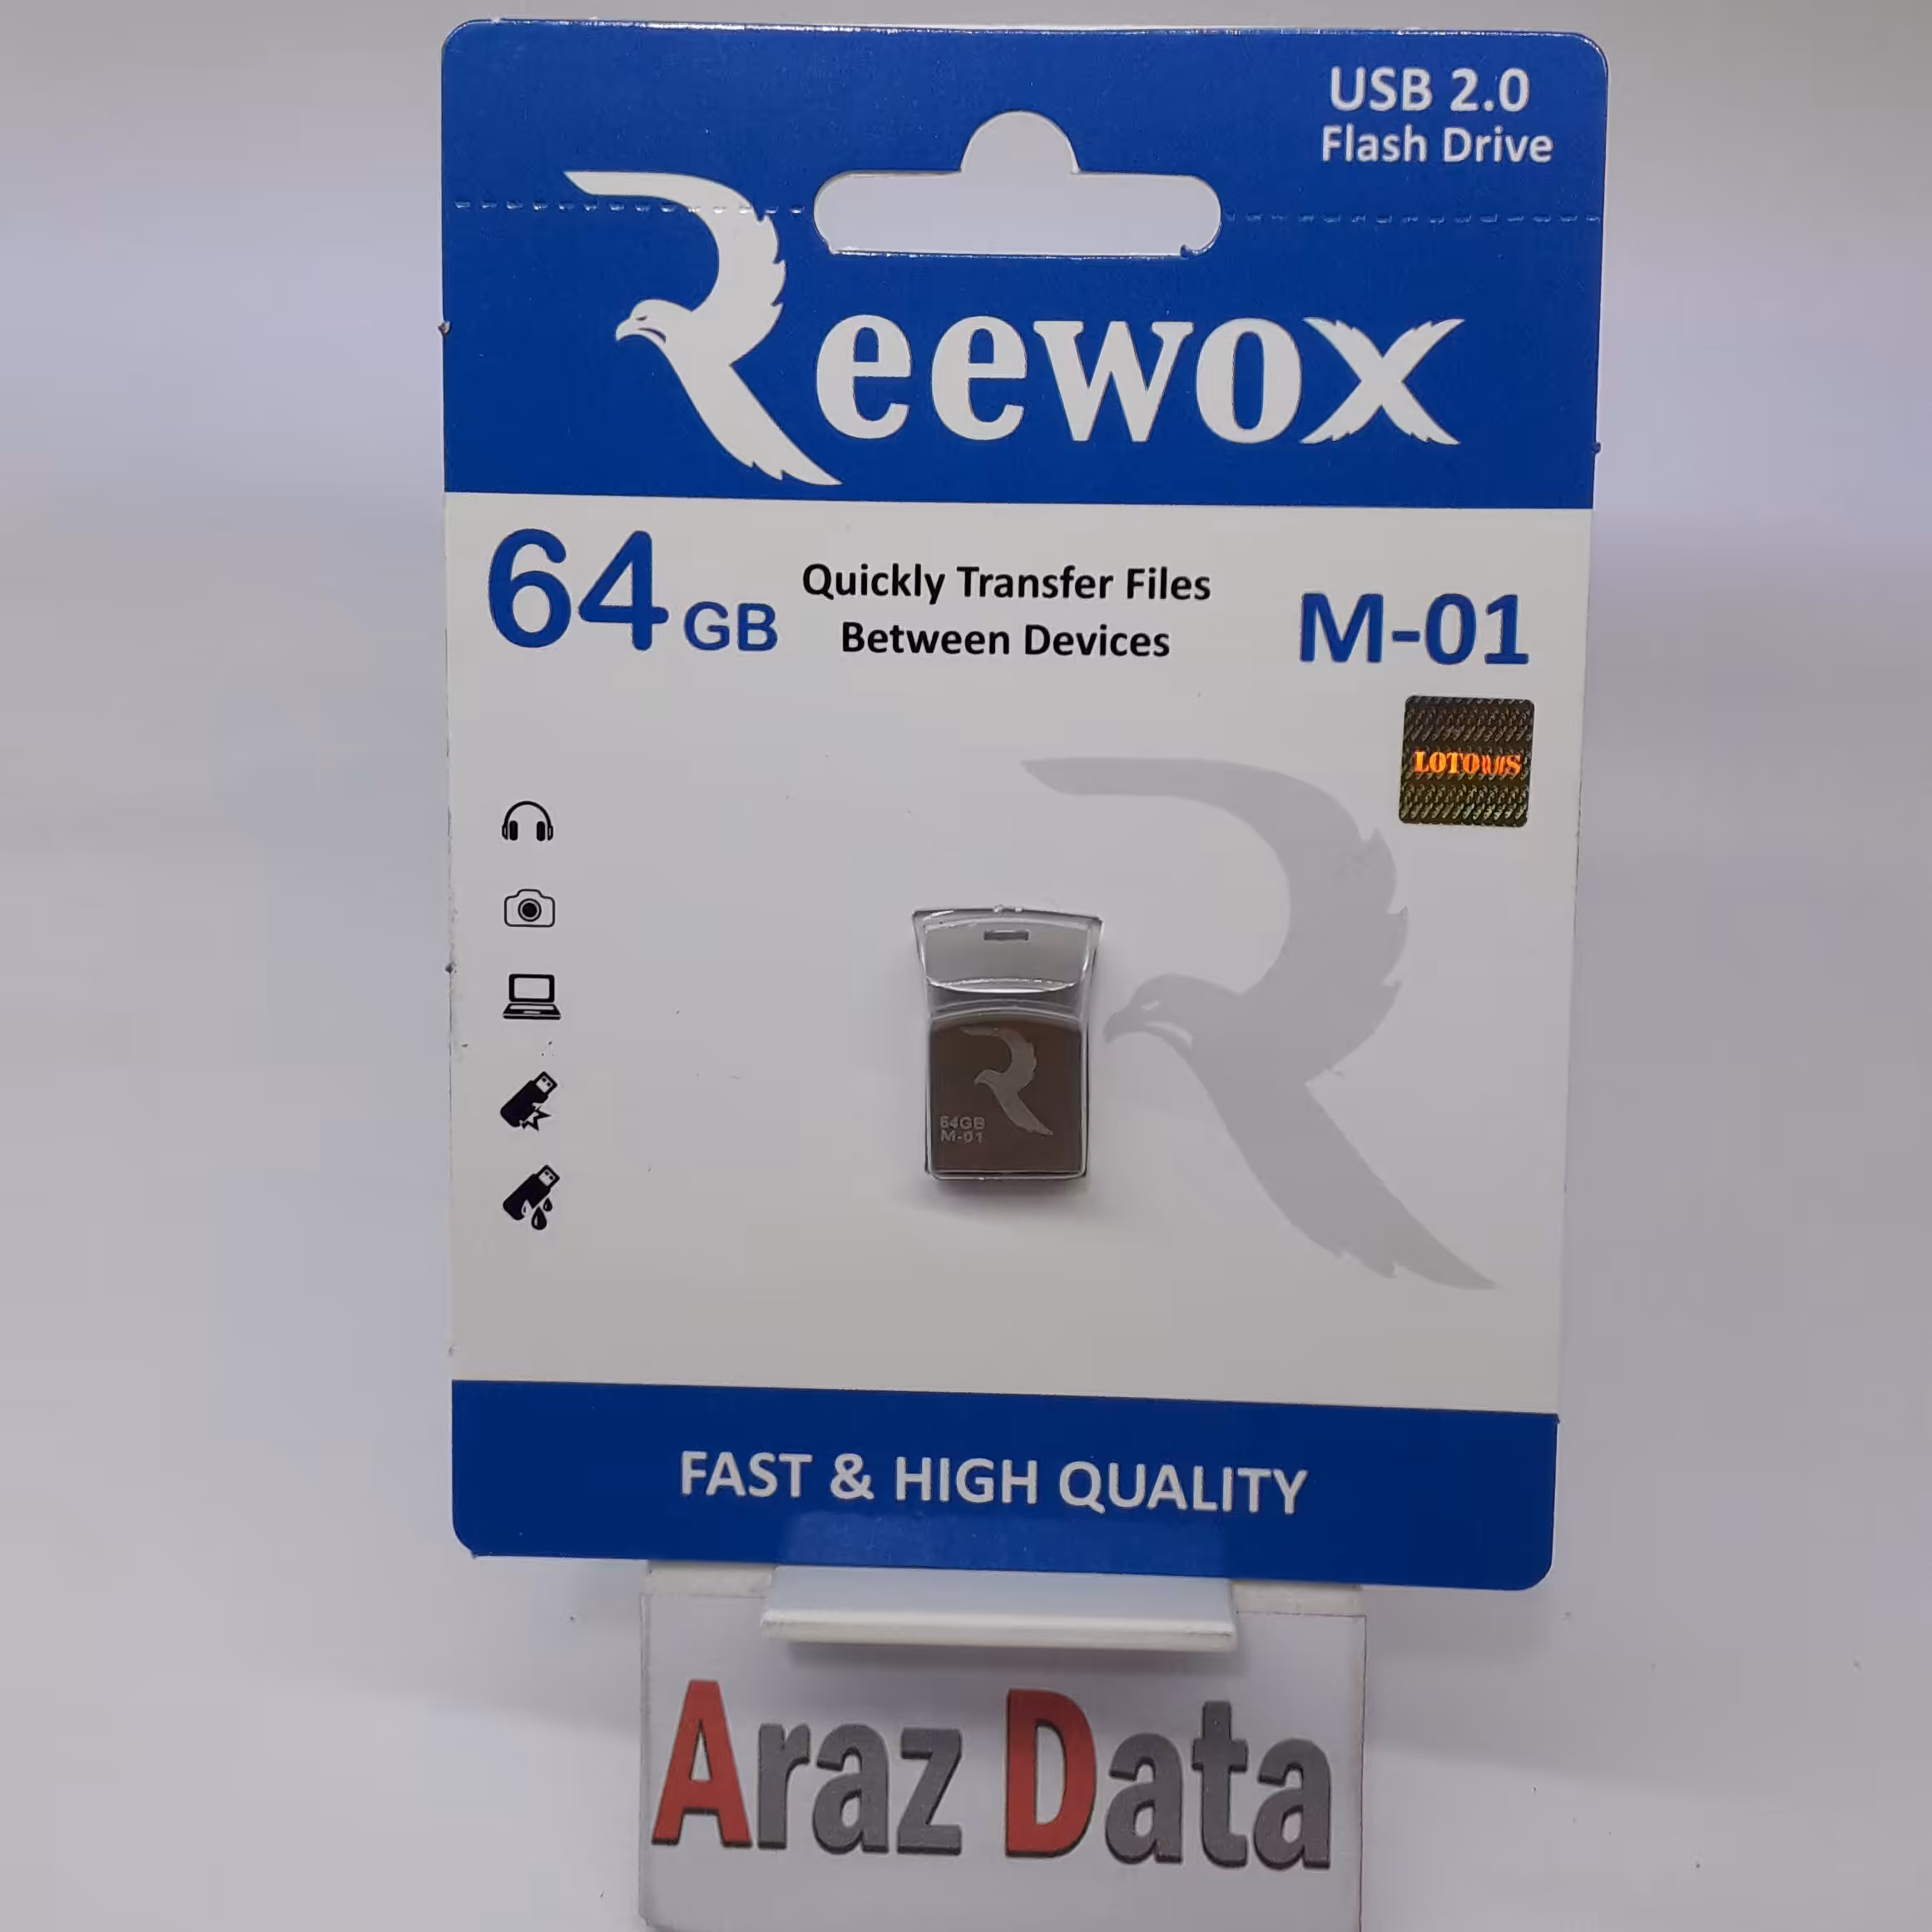 USB 2.0
Flash Drive
Reewox
64 GB
Quickly Transfer Files
Between Devices
M-01
LOTOUS
64GB
M-01
FAST & HIGH QUALITY
Araz Data